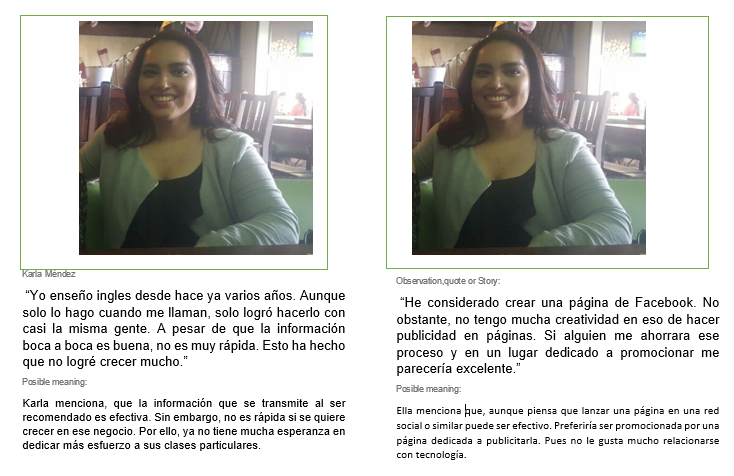 Karla Méndez
“Yo enseño ingles desde hace ya varios años. Aunque
solo lo hago cuando me llaman, solo logró hacerlo con
casi la misma gente. A pesar de que la información
boca a boca es buena, no es muy rápida. Esto ha hecho
que no logré crecer mucho.”
Posible meaning:
Karla menciona, que la información que se transmite al ser
recomendado es efectiva. Sin embargo, no es rápida si se quiere
crecer en ese negocio. Por ello, ya no tiene mucha esperanza en
dedicar más esfuerzo a sus clases particulares.
Observation,quote or Story:
“He considerado crear una página de Facebook. No
obstante, no tengo mucha creatividad en eso de hacer
publicidad en páginas. Si alguien me ahorrara ese
proceso y en un lugar dedicado a promocionar me
parecería excelente.”
Posible meaning:
Ella menciona que, aunque piensa que lanzar una página en una red
social o similar puede ser efectivo. Preferiría ser promocionada por una
página dedicada a publicitarla. Pues no le gusta mucho relacionarse
con tecnología.